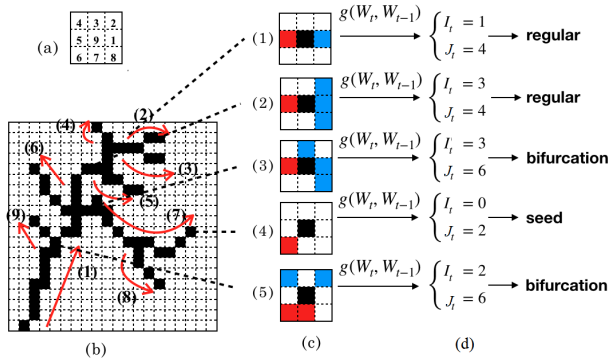 4 3 2
5 9 1
6 7 8
(a)
(4)
(2)
(6)
(3)
(5)
(9)
(7)
(1)
(8)
(b)
(1)
g(W_t, W_{t-1})
I_t = 1
J_t = 4
regular
(2)
g(W_t, W_{t-1})
I_t = 3
J_t = 4
regular
(3)
g(W_t, W_{t-1})
I_t = 3
J_t = 6
bifurcation
(4)
g(W_t, W_{t-1})
I_t = 0
J_t = 2
seed
(5)
g(W_t, W_{t-1})
I_t = 2
J_t = 6
bifurcation
(c)
(d)